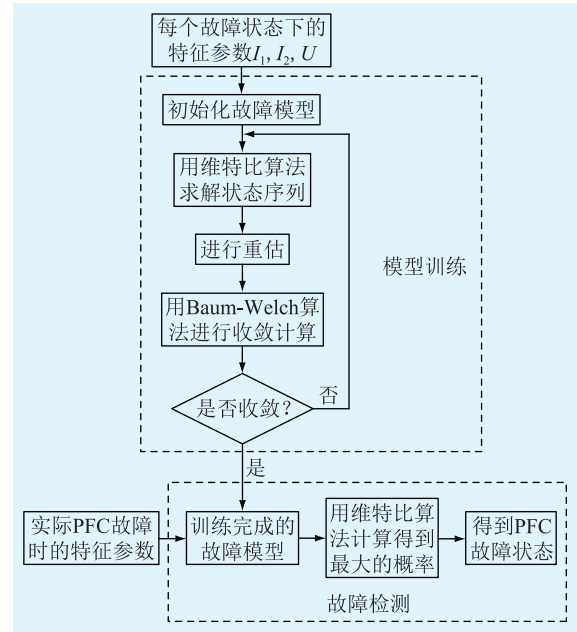 每个故障状态下的
特征参数I₁, I₂, U
初始化故障模型
用维特比算法
求解状态序列
进行重估
用Baum-Welch算
法进行收敛计算
是否收敛？
否
模型训练
是
实际PFC故障
时的特征参数
训练完成的
故障模型
用维特比算
法计算得到
最大的概率
得到PFC
故障状态
故障检测